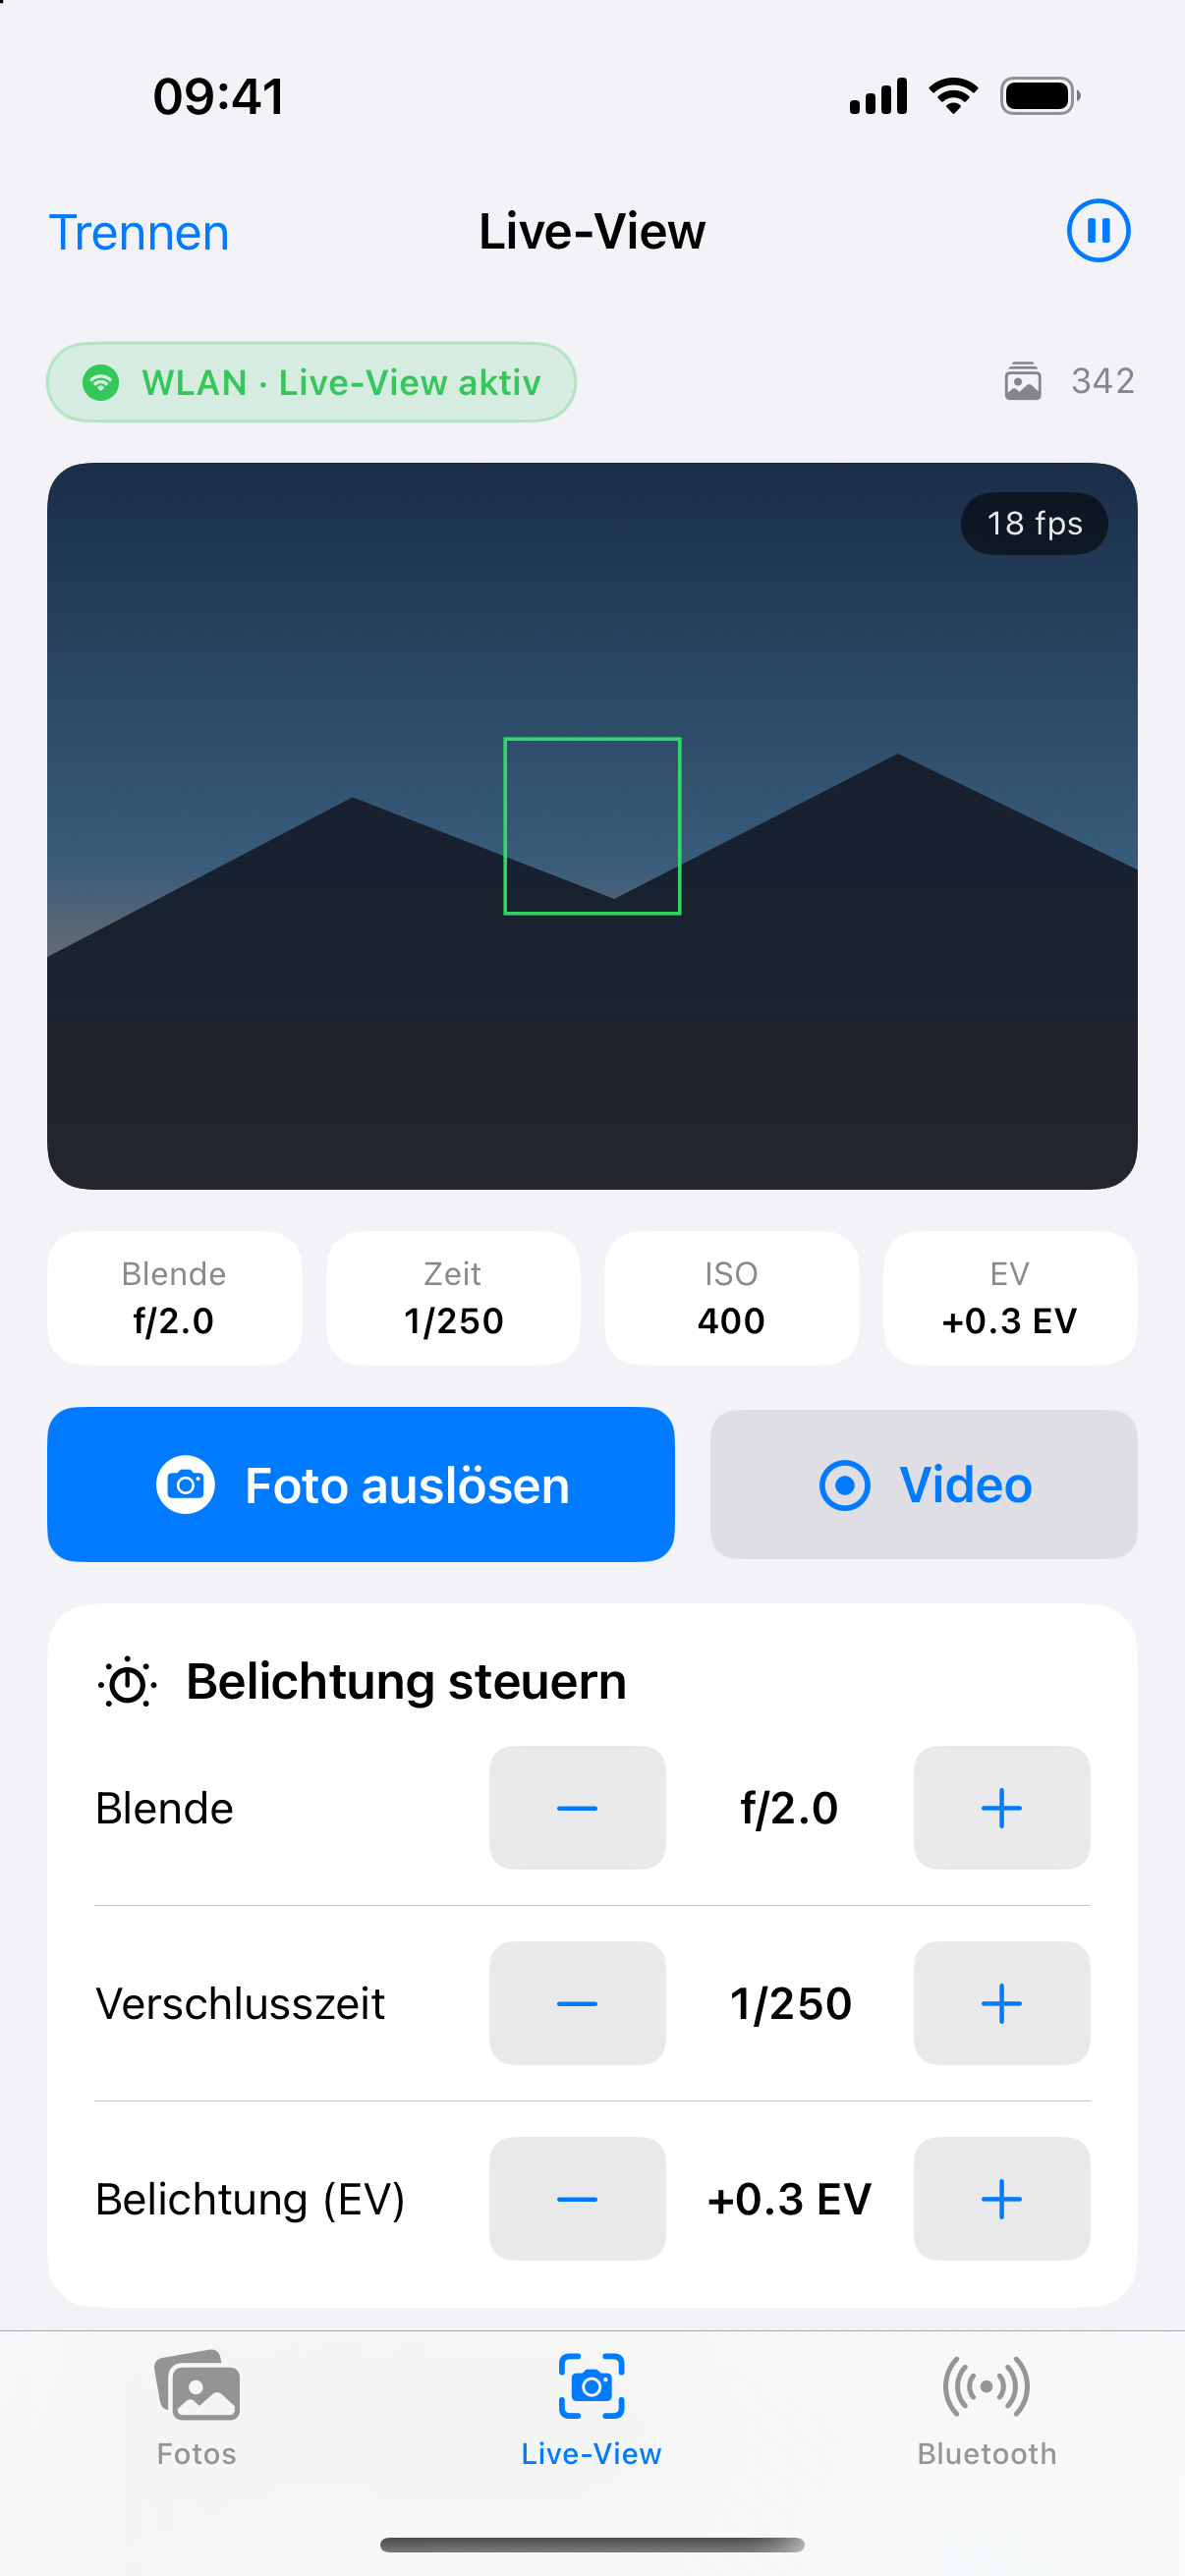 09:41
Trennen
Live-View
WLAN · Live-View aktiv
342
18 fps
Blende
f/2.0
Zeit
1/250
ISO
400
EV
+0.3 EV
Foto auslösen
Video
Belichtung steuern
Blende
f/2.0
Verschlusszeit
1/250
Belichtung (EV)
+0.3 EV
Fotos
Live-View
Bluetooth